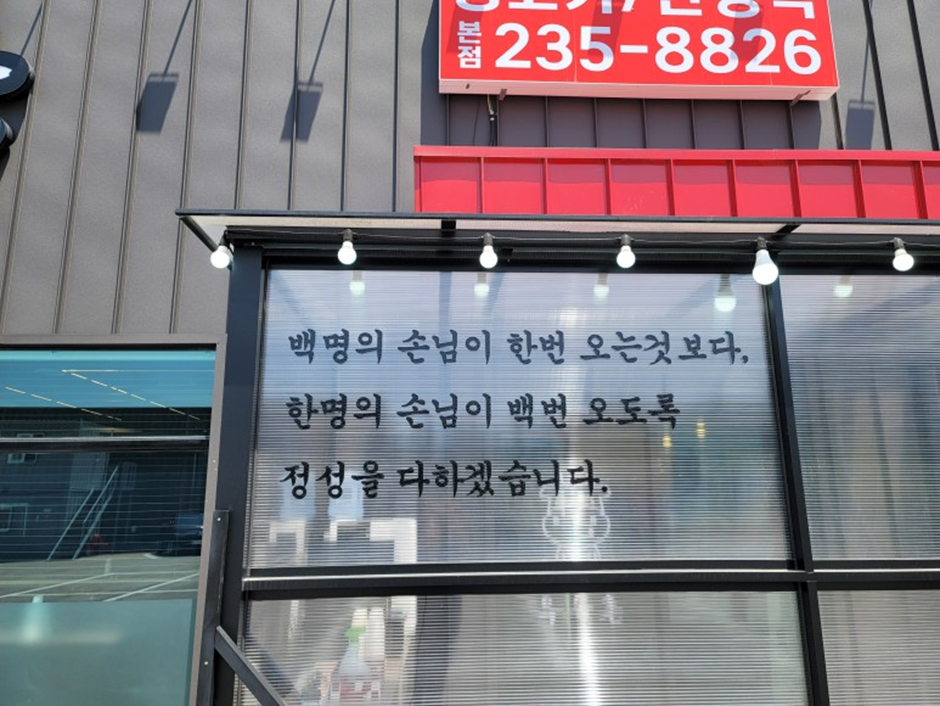 본점 235-8826
백명의 손님이 한번 오는것보다,
한명의 손님이 백번 오도록
정성을 다하겠습니다.